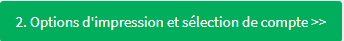 2. Options d'impression et sélection de compte >>